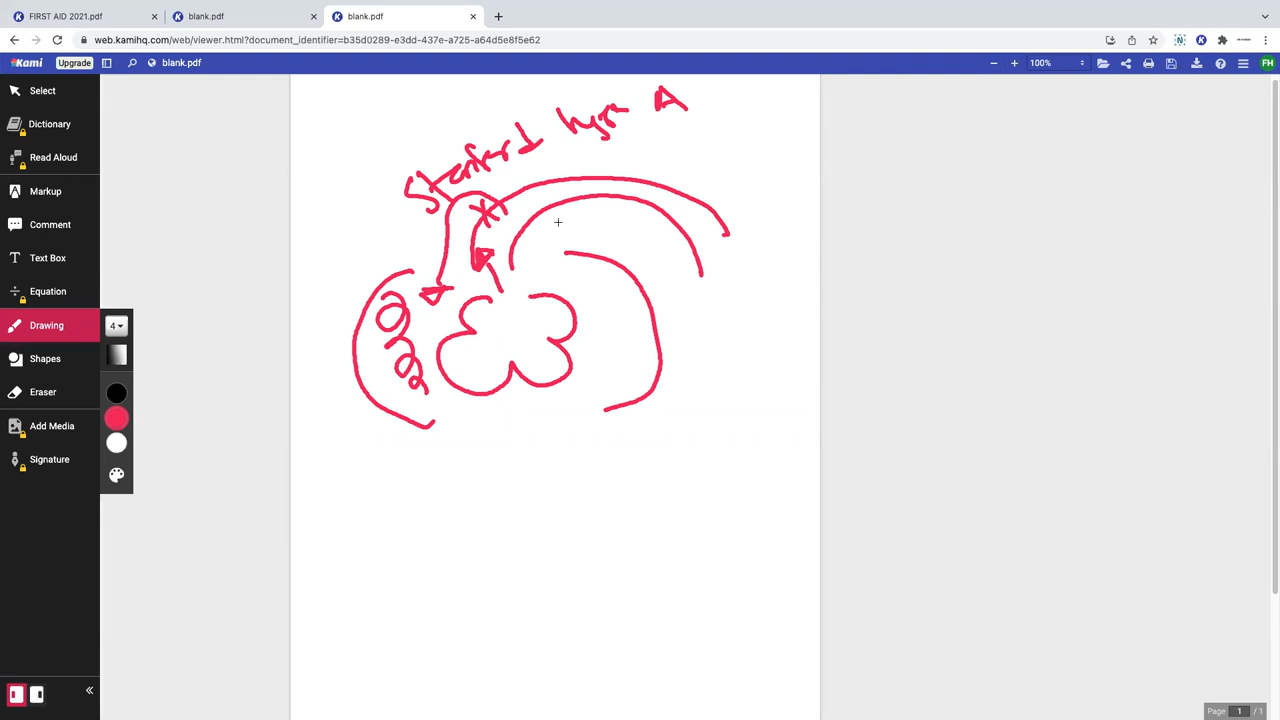 FIRST AID 2021.pdf
blank.pdf
blank.pdf
web.kamihq.com/web/viewer.html?document_identifier=b35d0289-e3dd-437e-a725-a64d5e8f5e62
Kami
Upgrade
blank.pdf
100%
FH
Select
Dictionary
Read Aloud
Markup
Comment
Text Box
Equation
Drawing
4
Shapes
Eraser
Add Media
Signature
Stanford type A
Page 1 / 1